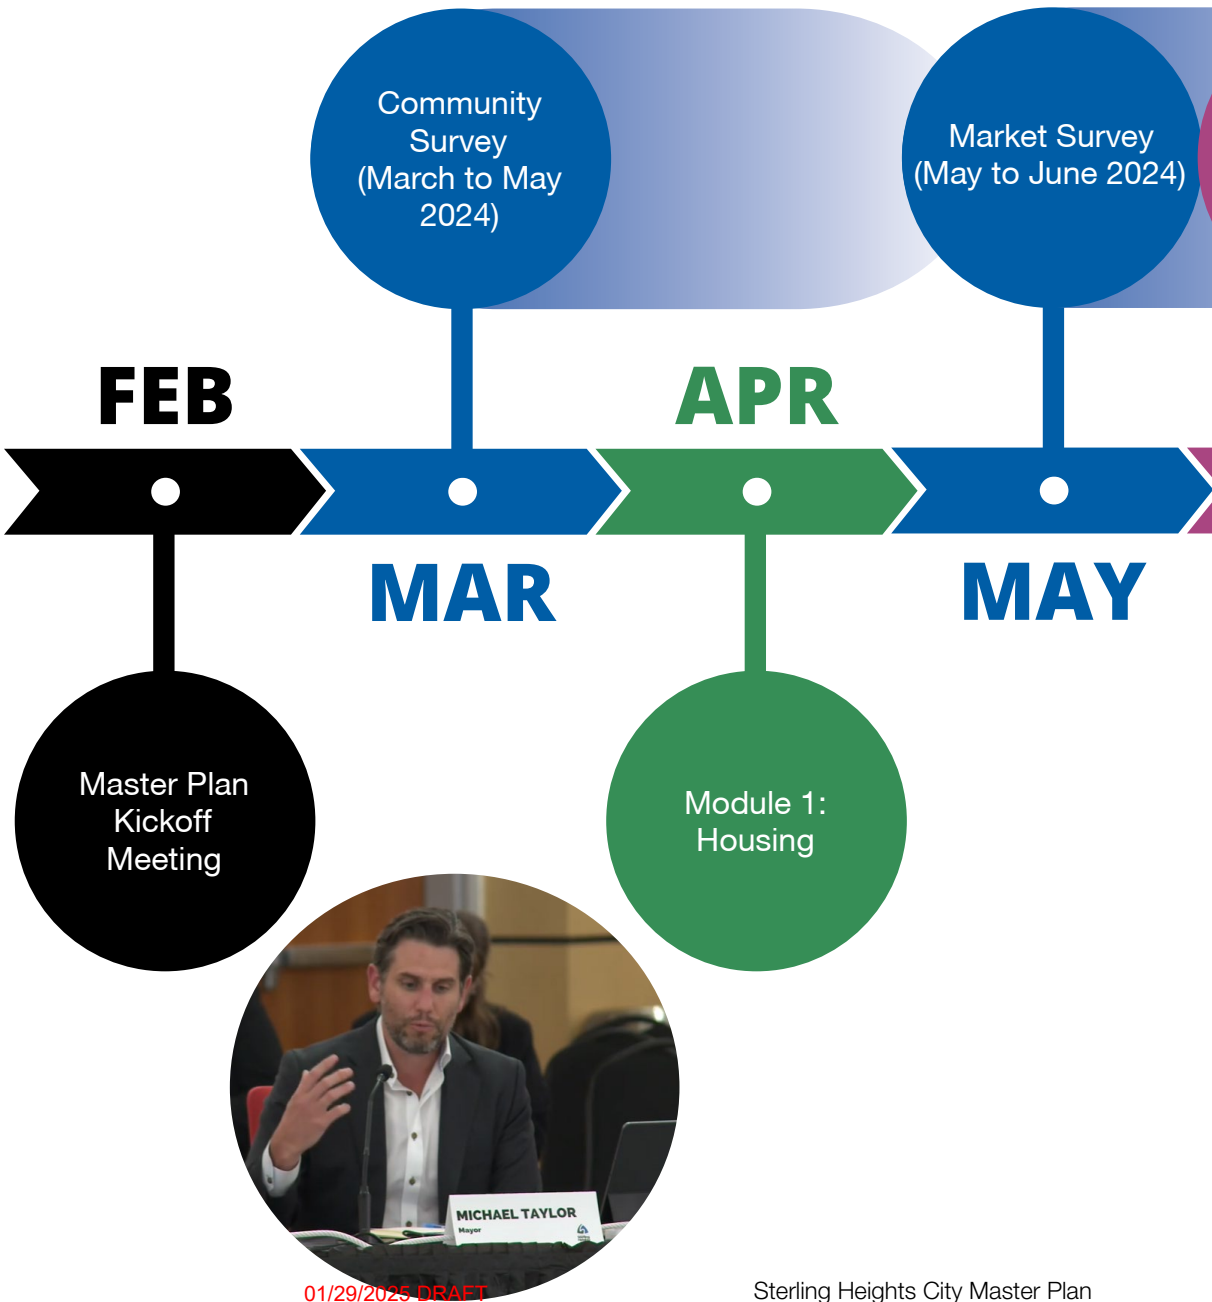 Community
Survey
(March to May
2024)
Market Survey
(May to June 2024)
FEB
APR
MAR
MAY
Master Plan
Kickoff
Meeting
Module 1:
Housing
MICHAEL TAYLOR
Mayor
01/29/2025 DRAFT
Sterling Heights City Master Plan